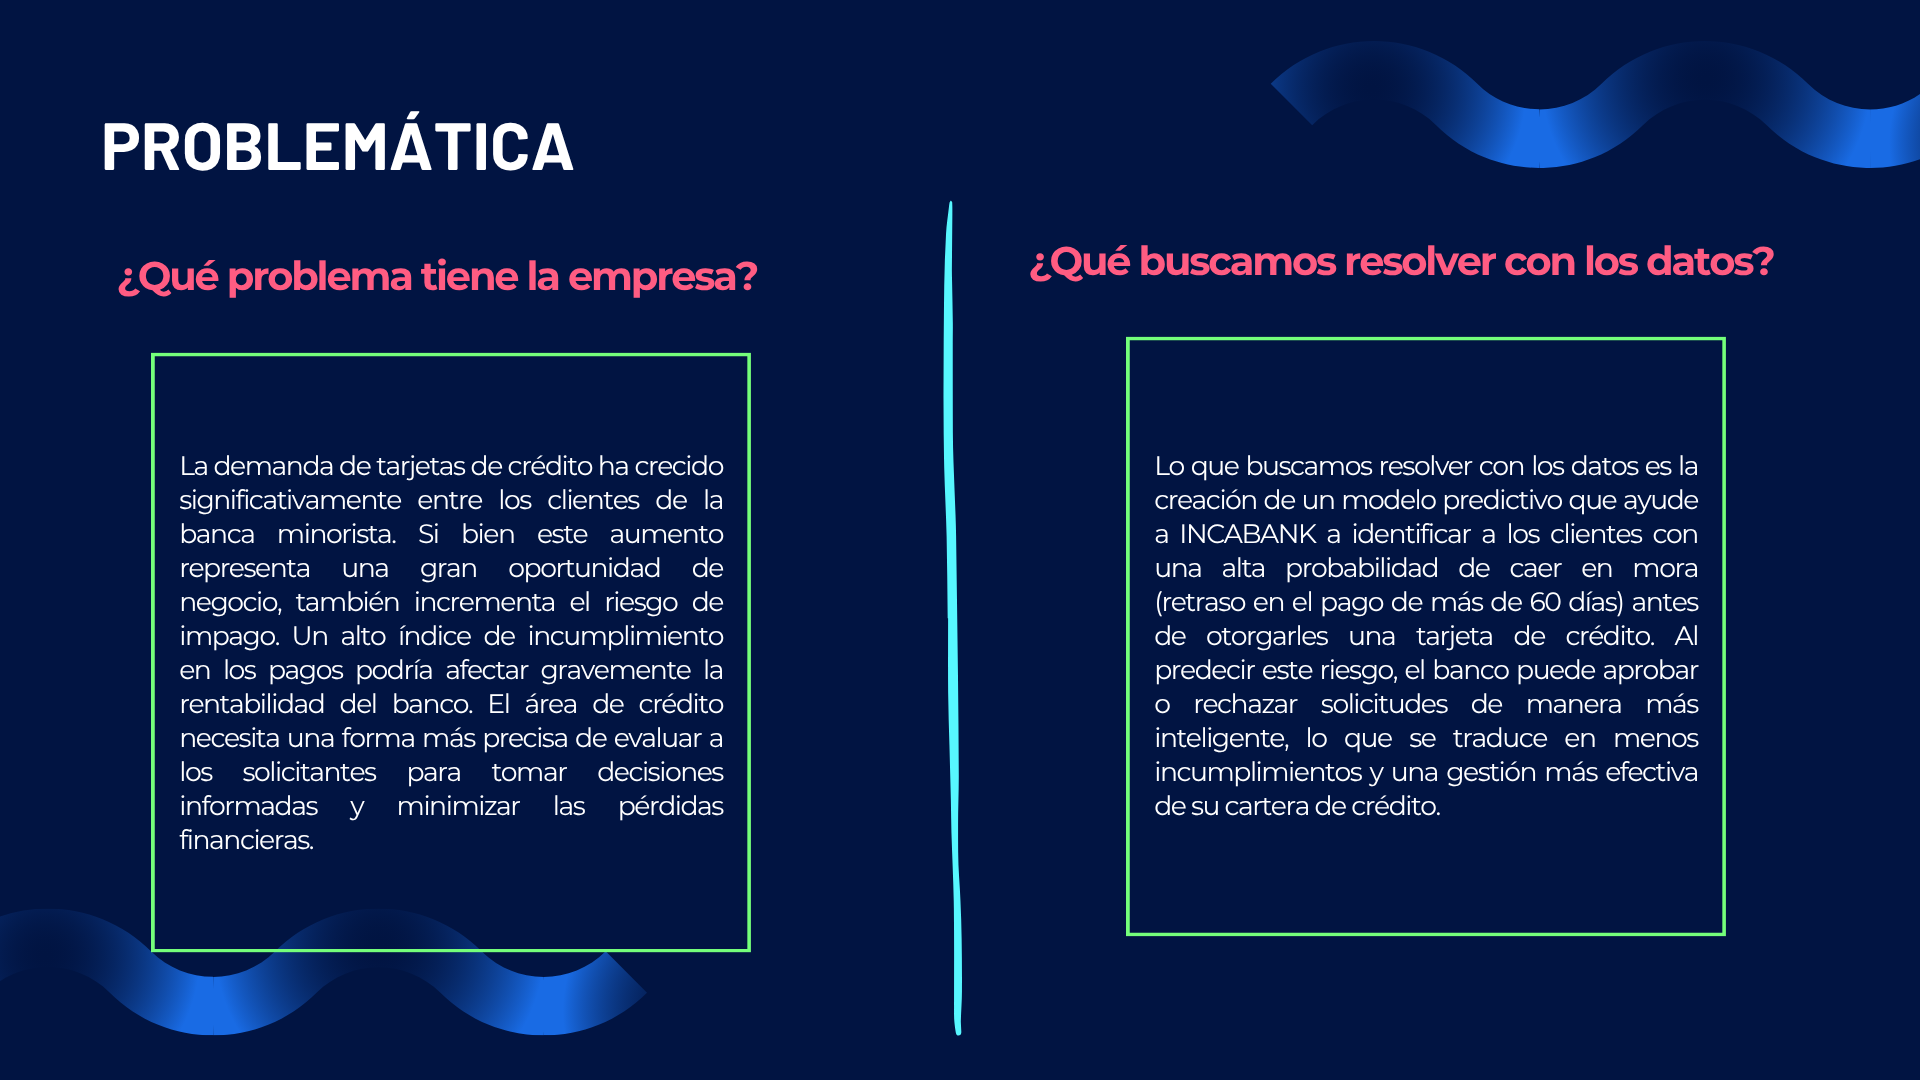 PROBLEMÁTICA
¿Qué problema tiene la empresa?
La demanda de tarjetas de crédito ha crecido
significativamente entre los clientes de la
banca minorista. Si bien este aumento
representa una gran oportunidad de
negocio, también incrementa el riesgo de
impago. Un alto índice de incumplimiento
en los pagos podría afectar gravemente la
rentabilidad del banco. El área de crédito
necesita una forma más precisa de evaluar a
los solicitantes para tomar decisiones
informadas y minimizar las pérdidas
financieras.
¿Qué buscamos resolver con los datos?
Lo que buscamos resolver con los datos es la
creación de un modelo predictivo que ayude
a INCABANK a identificar a los clientes con
una alta probabilidad de caer en mora
(retraso en el pago de más de 60 días) antes
de otorgarles una tarjeta de crédito. Al
predecir este riesgo, el banco puede aprobar
o rechazar solicitudes de manera más
inteligente, lo que se traduce en menos
incumplimientos y una gestión más efectiva
de su cartera de crédito.